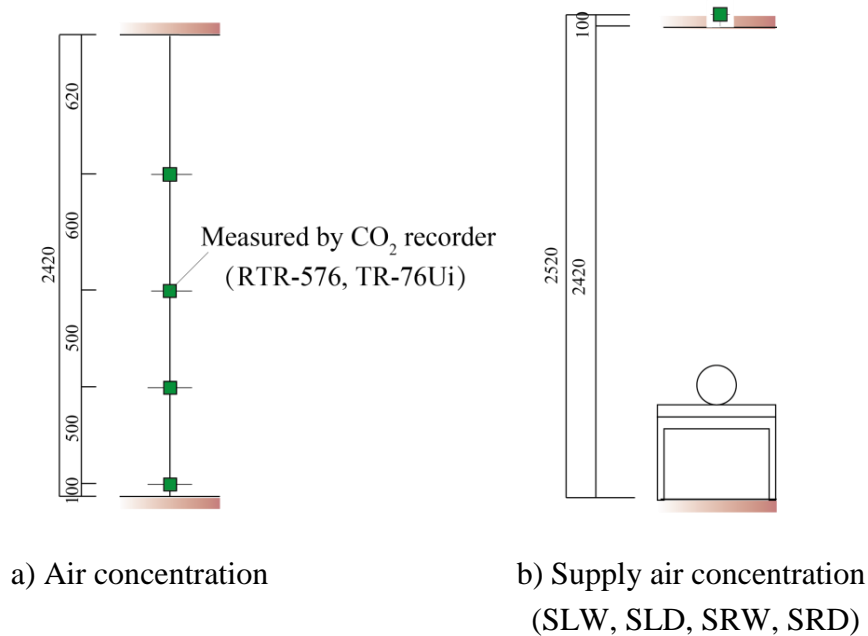 620
600
500
500
100
2420
Measured by CO₂ recorder
(RTR-576, TR-76Ui)
100
2520
2420
a) Air concentration
b) Supply air concentration
(SLW, SLD, SRW, SRD)